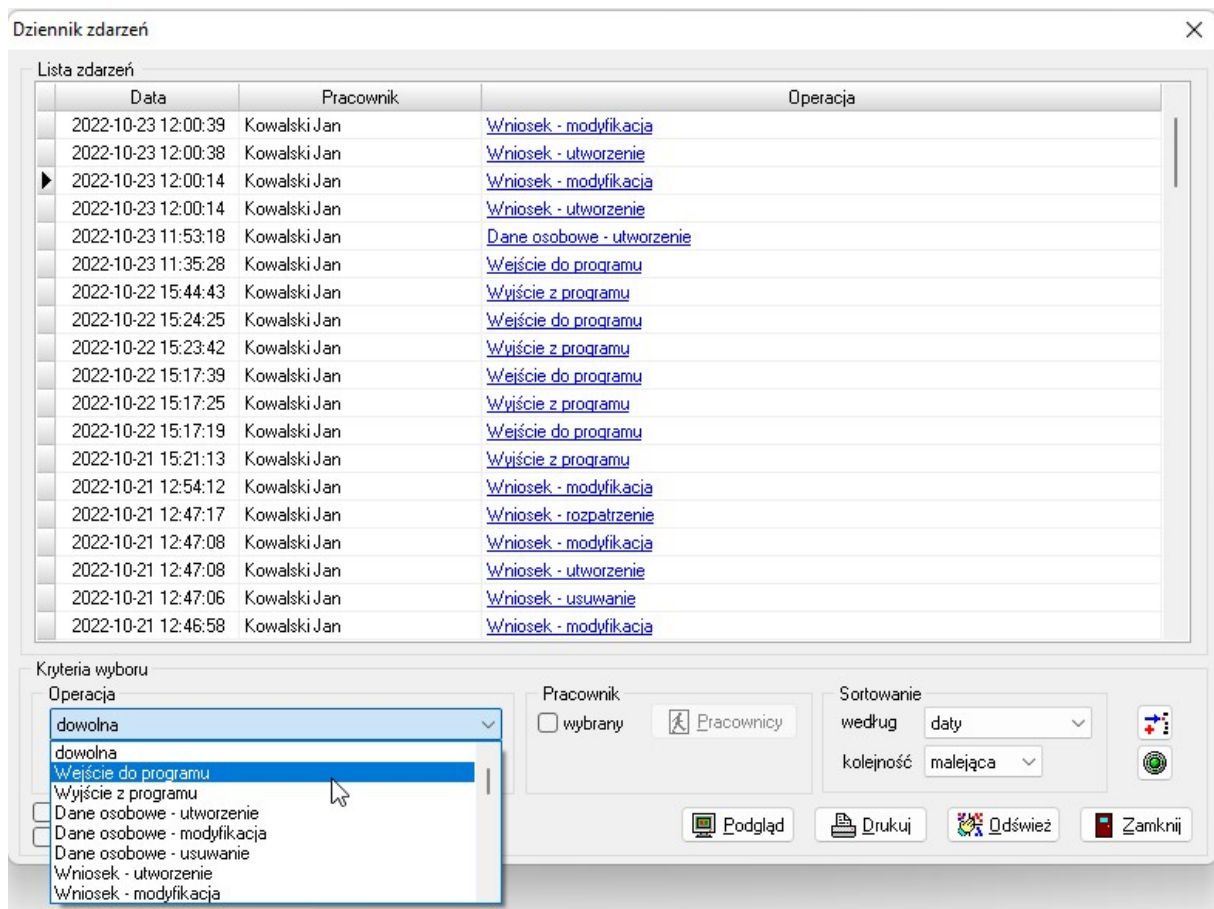 Dziennik zdarzeń
Lista zdarzeń
Data Pracownik Operacja
2022-10-23 12:00:39 Kowalski Jan Wniosek - modyfikacja
2022-10-23 12:00:38 Kowalski Jan Wniosek - utworzenie
2022-10-23 12:00:14 Kowalski Jan Wniosek - modyfikacja
2022-10-23 12:00:14 Kowalski Jan Wniosek - utworzenie
2022-10-23 11:53:18 Kowalski Jan Dane osobowe - utworzenie
2022-10-23 11:35:28 Kowalski Jan Wejście do programu
2022-10-22 15:44:43 Kowalski Jan Wyjście z programu
2022-10-22 15:24:25 Kowalski Jan Wejście do programu
2022-10-22 15:23:42 Kowalski Jan Wyjście z programu
2022-10-22 15:17:39 Kowalski Jan Wejście do programu
2022-10-22 15:17:25 Kowalski Jan Wyjście z programu
2022-10-22 15:17:19 Kowalski Jan Wejście do programu
2022-10-21 15:21:13 Kowalski Jan Wyjście z programu
2022-10-21 12:54:12 Kowalski Jan Wniosek - modyfikacja
2022-10-21 12:47:17 Kowalski Jan Wniosek - rozpatrzenie
2022-10-21 12:47:08 Kowalski Jan Wniosek - modyfikacja
2022-10-21 12:47:08 Kowalski Jan Wniosek - utworzenie
2022-10-21 12:47:06 Kowalski Jan Wniosek - usuwanie
2022-10-21 12:46:58 Kowalski Jan Wniosek - modyfikacja
Kryteria wyboru
Operacja Pracownik Sortowanie
dowolna wybrany Pracownicy według daty
dowolna
Wejście do programu kolejność malejąca
Wyjście z programu
Dane osobowe - utworzenie
Dane osobowe - modyfikacja Podgląd Drukuj Odśwież Zamknij
Dane osobowe - usuwanie
Wniosek - utworzenie
Wniosek - modyfikacja